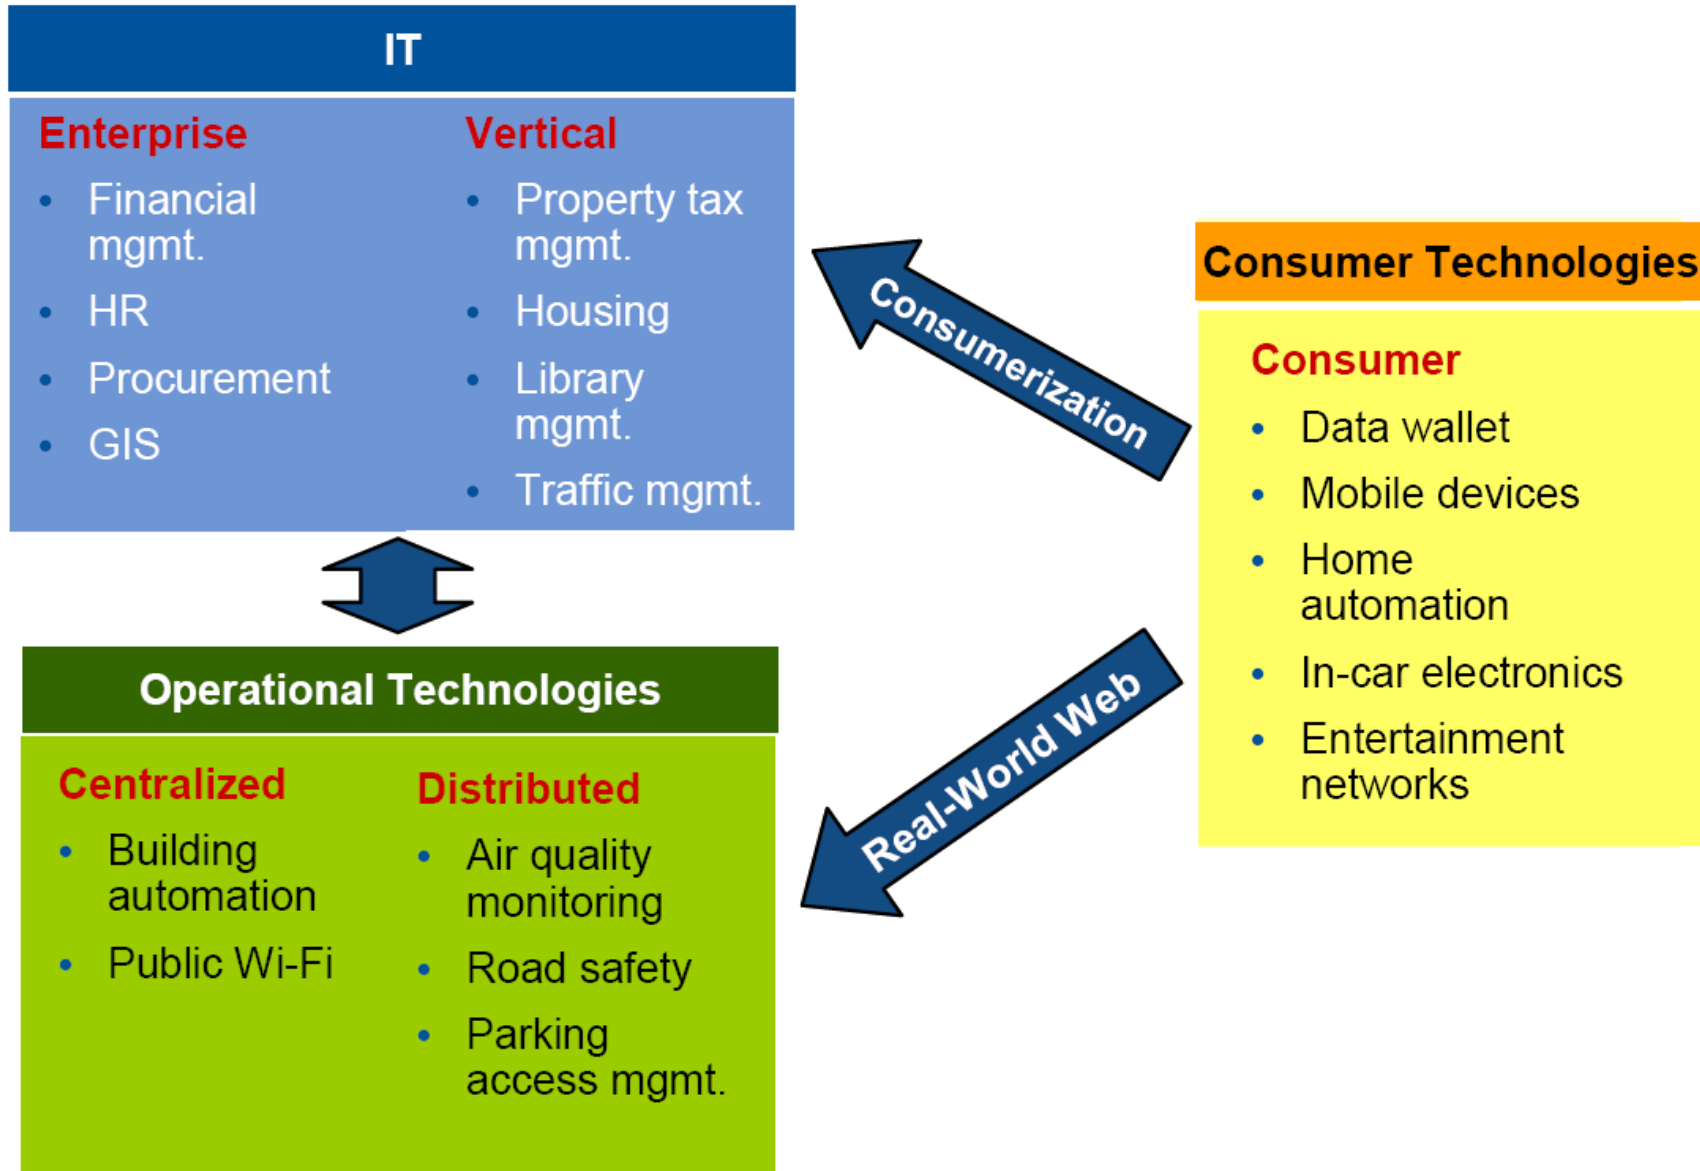 IT
Enterprise
• Financial
mgmt.
• HR
• Procurement
• GIS
Vertical
• Property tax
mgmt.
• Housing
• Library
mgmt.
• Traffic mgmt.
Consumerization
Consumer Technologies
Consumer
• Data wallet
• Mobile devices
• Home
automation
• In-car electronics
• Entertainment
networks
Real-World Web
Operational Technologies
Centralized
• Building
automation
• Public Wi-Fi
Distributed
• Air quality
monitoring
• Road safety
• Parking
access mgmt.